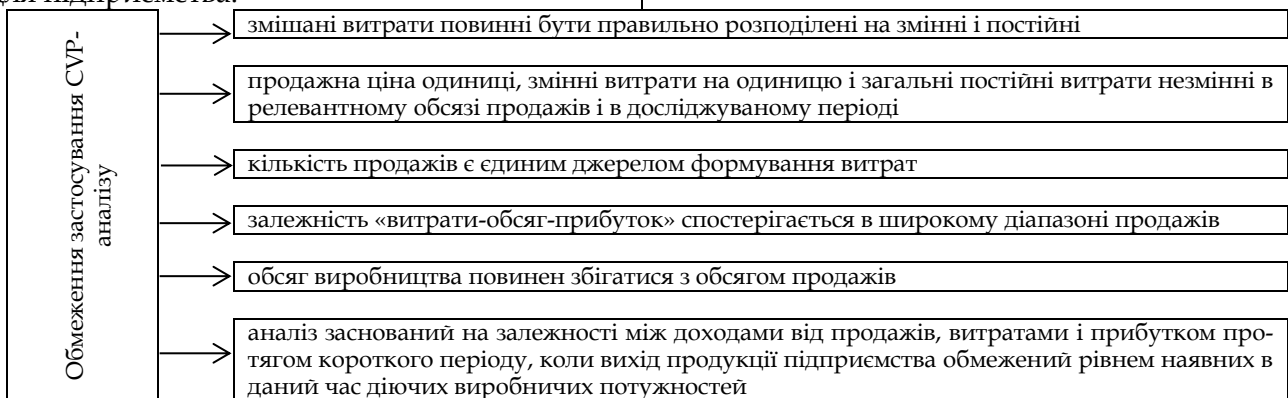 підприємства.
Обмеження застосування CVP-
аналізу
змішані витрати повинні бути правильно розподілені на змінні і постійні
продажна ціна одиниці, змінні витрати на одиницю і загальні постійні витрати незмінні в
релевантному обсязі продажів і в досліджуваному періоді
кількість продажів є єдиним джерелом формування витрат
залежність «витрати-обсяг-прибуток» спостерігається в широкому діапазоні продажів
обсяг виробництва повинен збігатися з обсягом продажів
аналіз заснований на залежності між доходами від продажів, витратами і прибутком про-
тягом короткого періоду, коли вихід продукції підприємства обмежений рівнем наявних в
даний час діючих виробничих потужностей